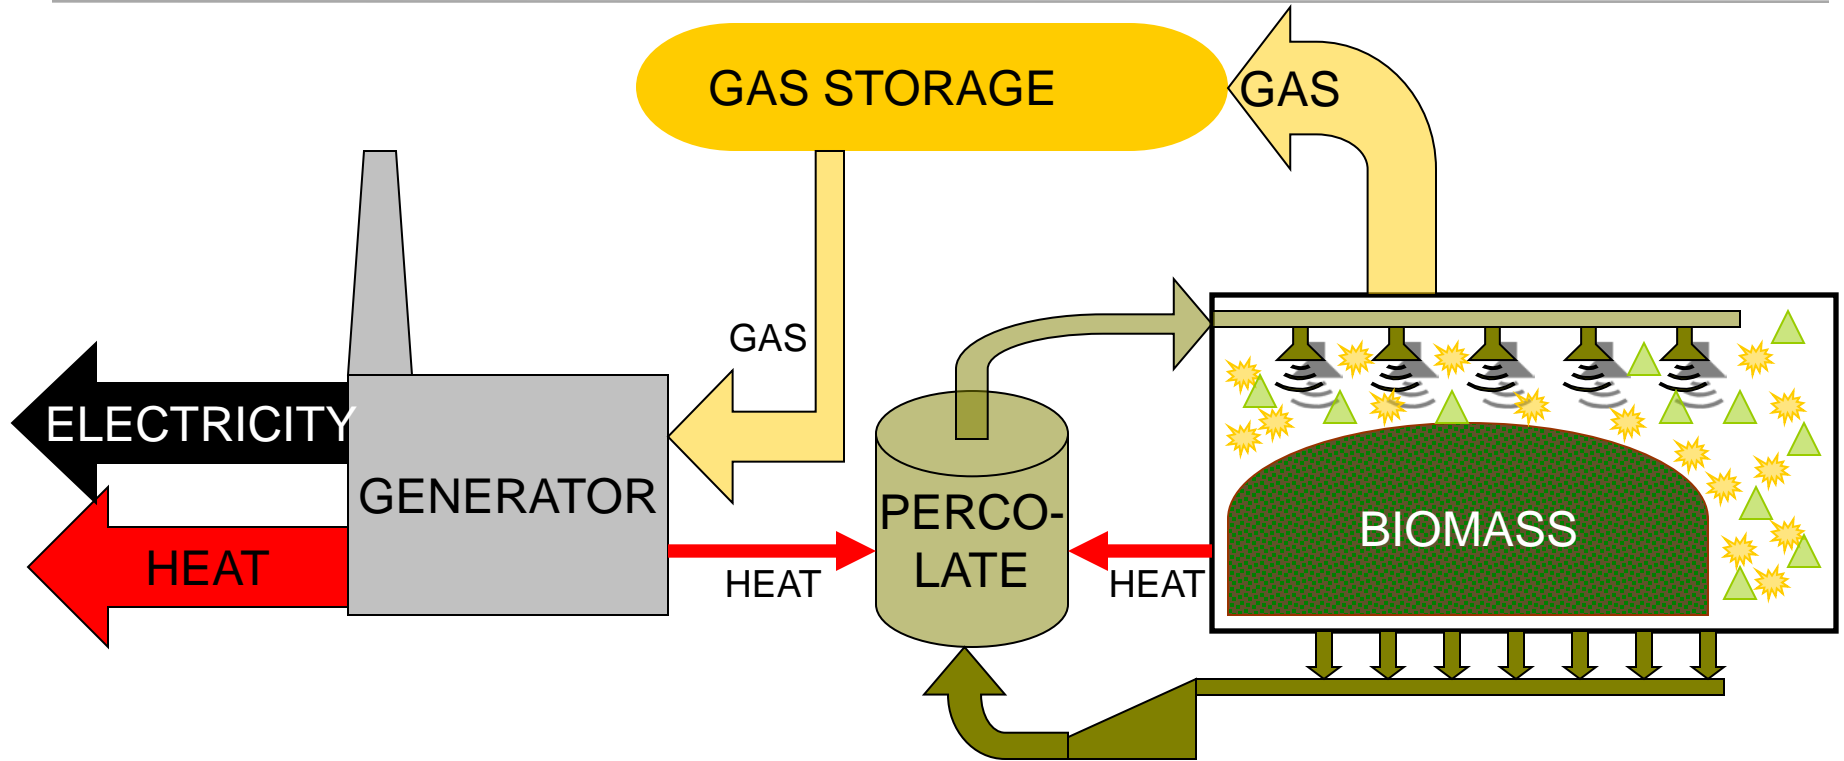 GAS STORAGE
GAS
GAS
ELECTRICITY
GENERATOR
HEAT
HEAT
PERCO-
LATE
HEAT
BIOMASS